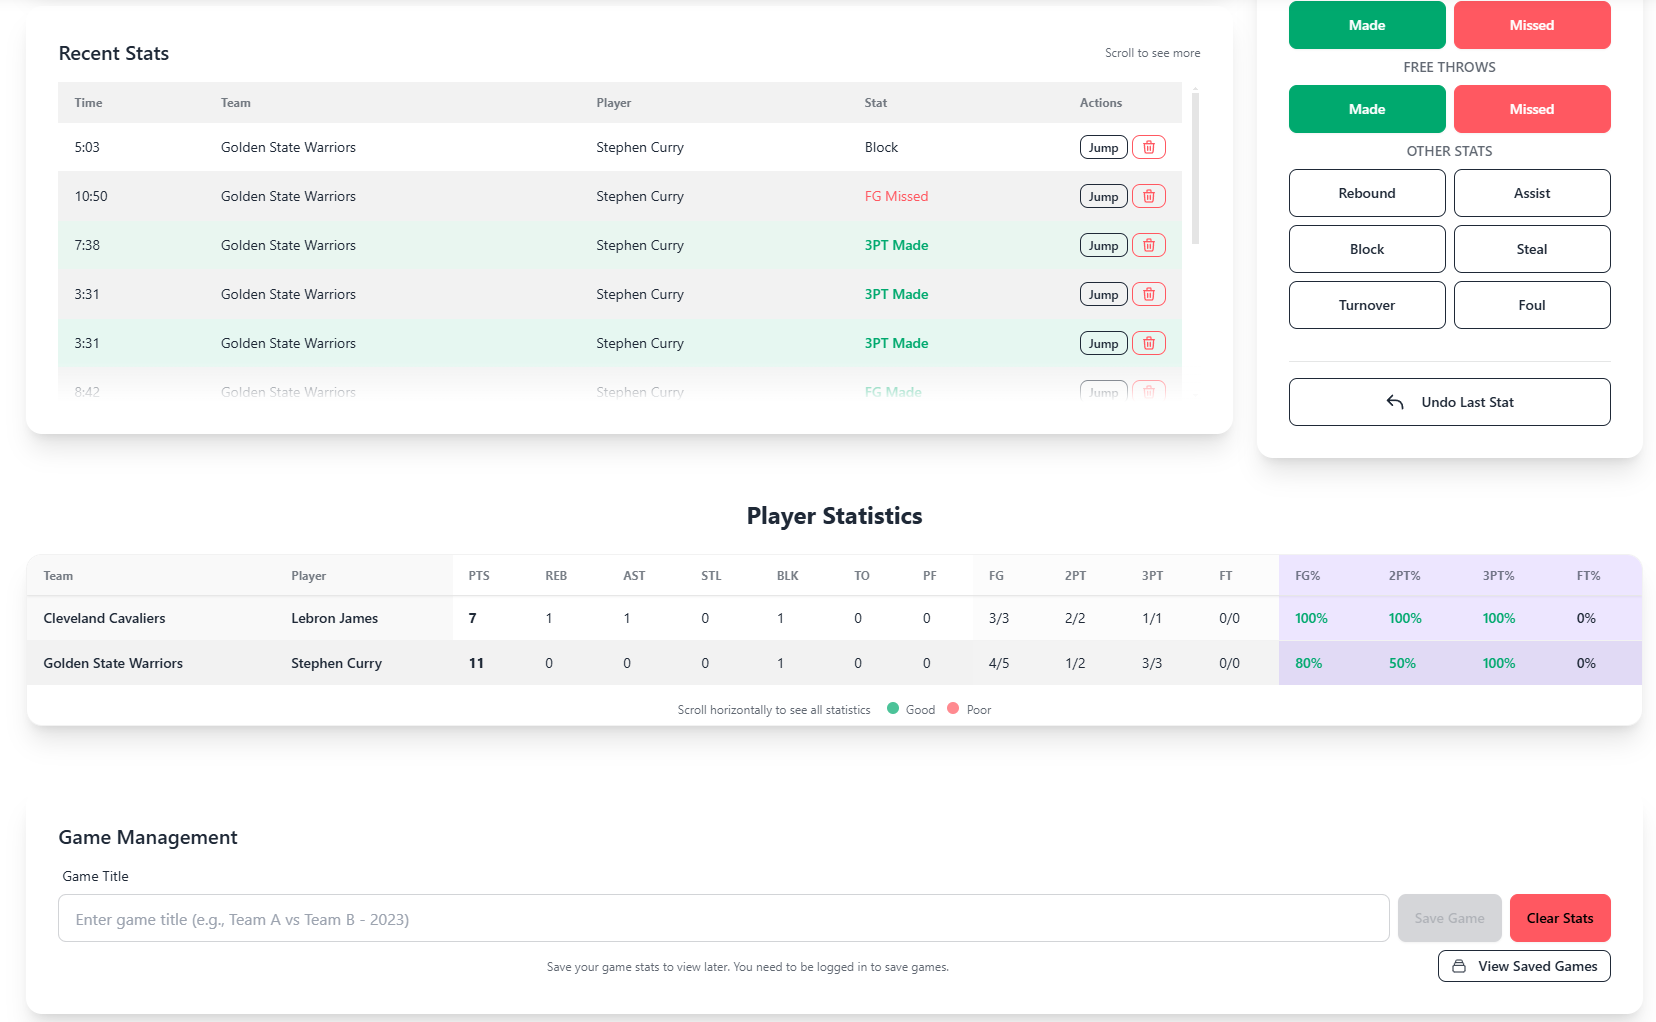 Recent Stats
Scroll to see more
Time Team Player Stat Actions
5:03 Golden State Warriors Stephen Curry Block Jump
10:50 Golden State Warriors Stephen Curry FG Missed Jump
7:38 Golden State Warriors Stephen Curry 3PT Made Jump
3:31 Golden State Warriors Stephen Curry 3PT Made Jump
3:31 Golden State Warriors Stephen Curry 3PT Made Jump
8:42 Golden State Warriors Stephen Curry FG Made Jump
Made Missed
FREE THROWS
Made Missed
OTHER STATS
Rebound Assist
Block Steal
Turnover Foul
Undo Last Stat
Player Statistics
Team Player PTS REB AST STL BLK TO PF FG 2PT 3PT FT FG% 2PT% 3PT% FT%
Cleveland Cavaliers Lebron James 7 1 1 0 1 0 0 3/3 2/2 1/1 0/0 100% 100% 100% 0%
Golden State Warriors Stephen Curry 11 0 0 0 1 0 0 4/5 1/2 3/3 0/0 80% 50% 100% 0%
Scroll horizontally to see all statistics Good Poor
Game Management
Game Title
Enter game title (e.g., Team A vs Team B - 2023) Save Game Clear Stats
Save your game stats to view later. You need to be logged in to save games. View Saved Games